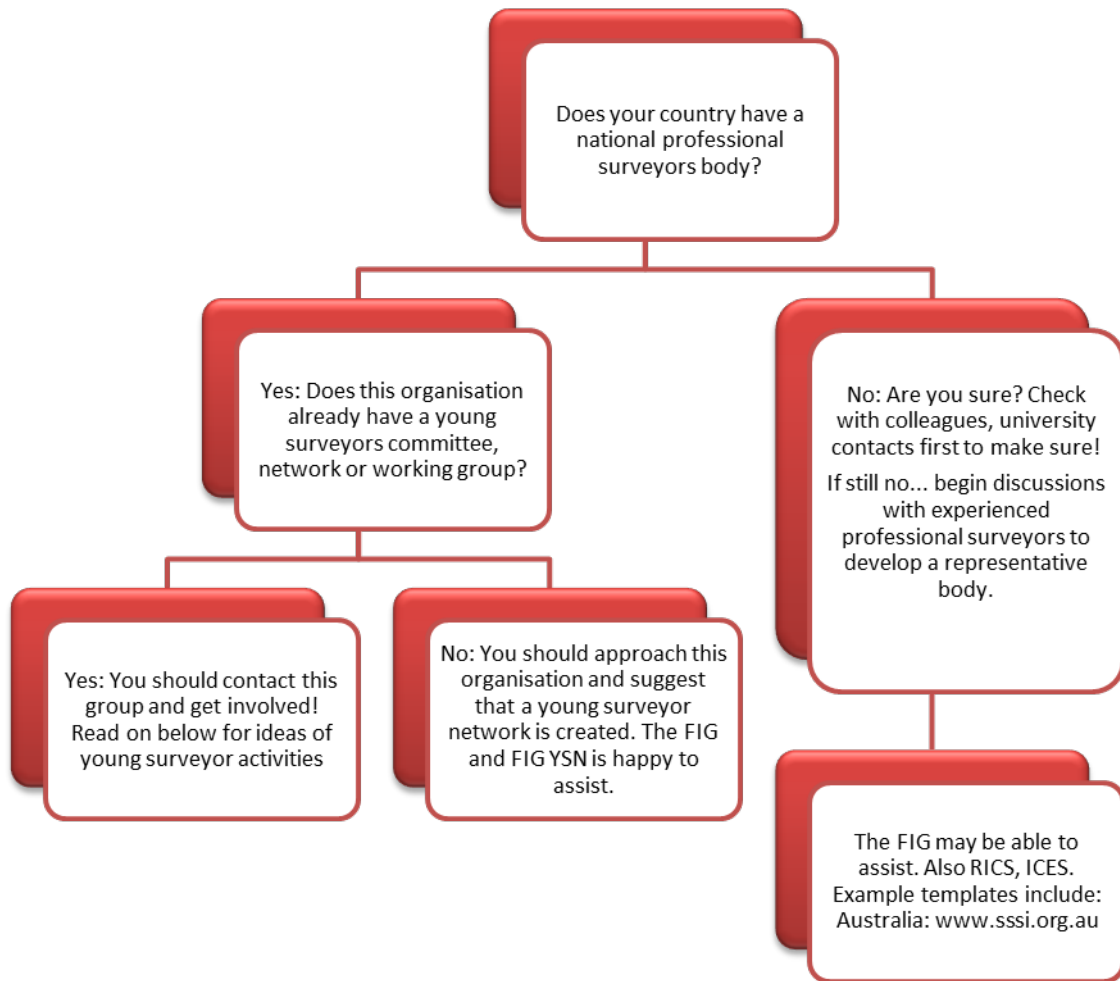 Does your country have a
national professional
surveyors body?
Yes: Does this organisation
already have a young
surveyors committee,
network or working group?
No: Are you sure? Check
with colleagues, university
contacts first to make sure!
If still no... begin discussions
with experienced
professional surveyors to
develop a representative
body.
Yes: You should contact this
group and get involved!
Read on below for ideas of
young surveyor activities
No: You should approach this
organisation and suggest
that a young surveyor
network is created. The FIG
and FIG YSN is happy to
assist.
The FIG may be able to
assist. Also RICS, ICES.
Example templates include:
Australia: www.sssi.org.au